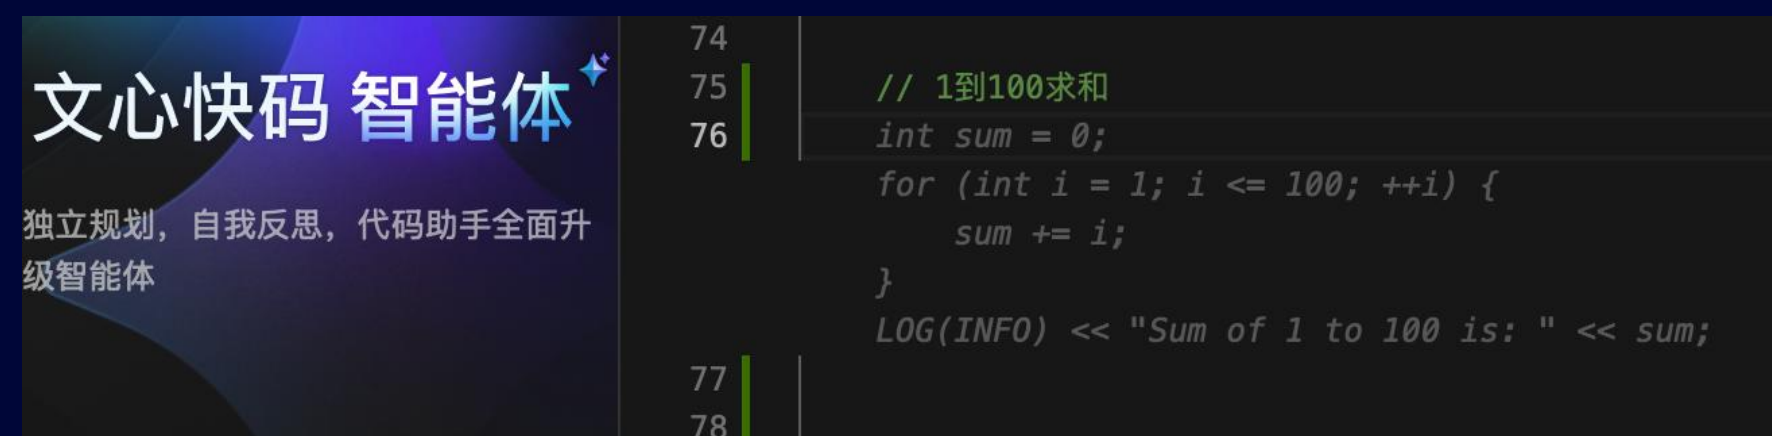 文心快码 智能体
独立规划，自我反思，代码助手全面升
级智能体
74
75 // 1到100求和
76 int sum = 0;
for (int i = 1; i <= 100; ++i) {
sum += i;
}
LOG(INFO) << "Sum of 1 to 100 is: " << sum;
77
78